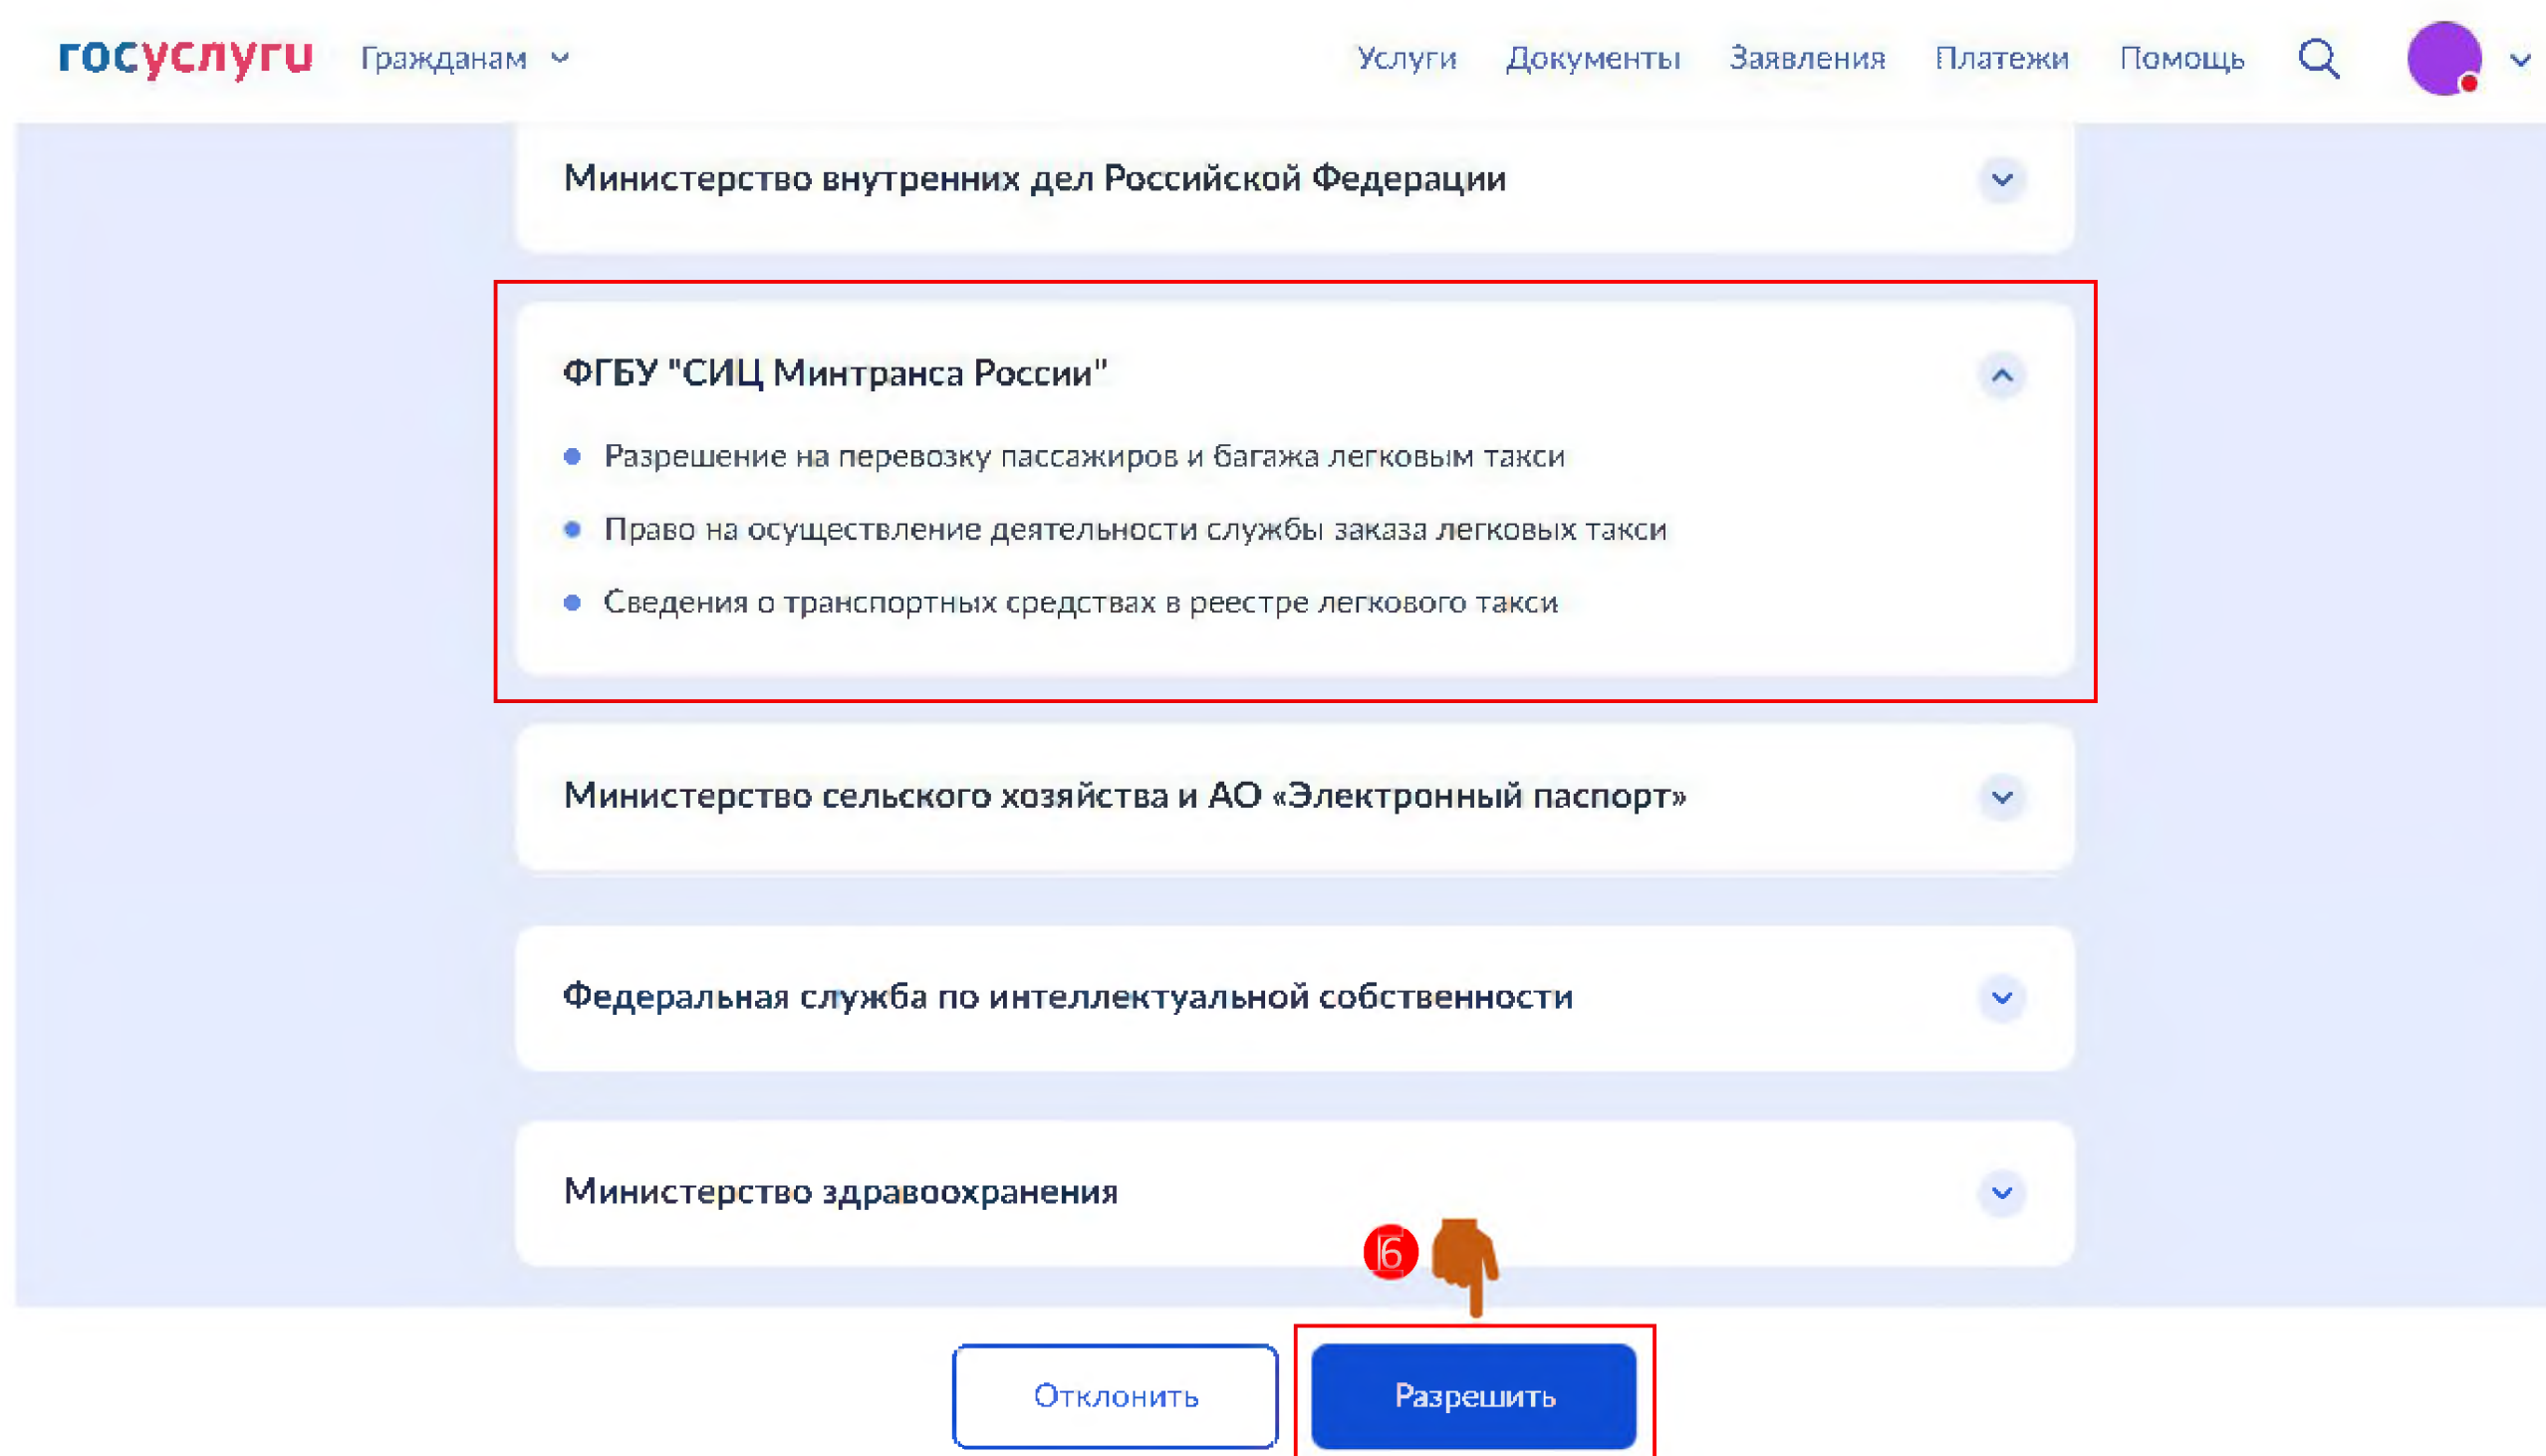 госуслуги Гражданам Услуги Документы Заявления Платежи Помощь
Министерство внутренних дел Российской Федерации
ФГБУ "СИЦ Минтранса России"
Разрешение на перевозку пассажиров и багажа легковым такси
Право на осуществление деятельности службы заказа легковых такси
Сведения о транспортных средствах в реестре легкового такси
Министерство сельского хозяйства и АО «Электронный паспорт»
Федеральная служба по интеллектуальной собственности
Министерство здравоохранения
6
Отклонить Разрешить